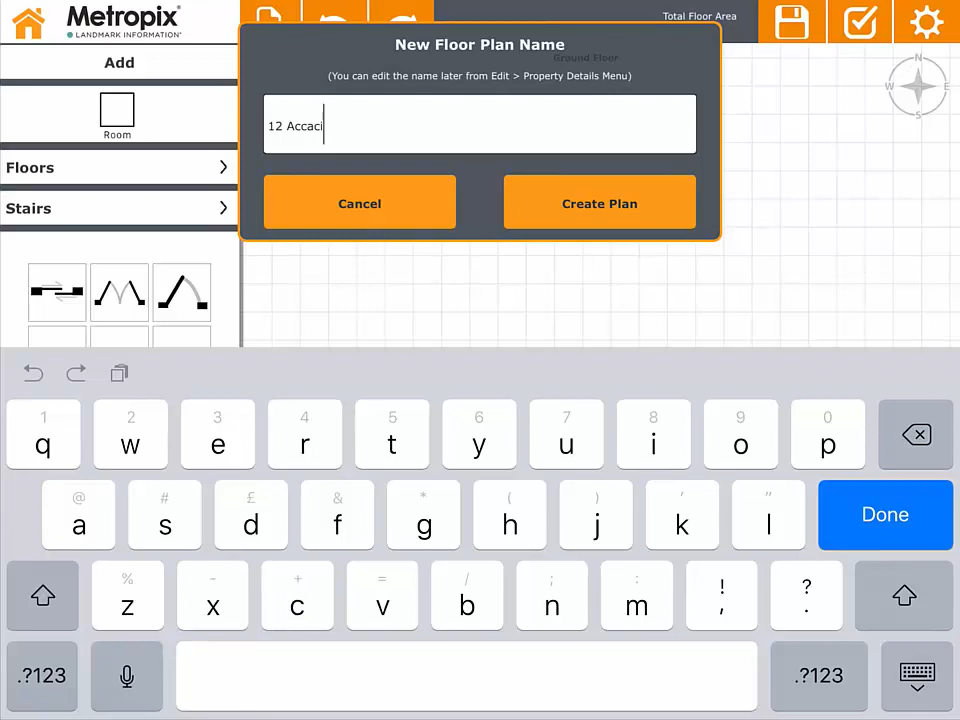 Metropix®
LANDMARK INFORMATION
Total Floor Area
New Floor Plan Name
Ground Floor
(You can edit the name later from Edit > Property Details Menu)
12 Accaci
Cancel
Create Plan
Add
Room
Floors
Stairs
N
W
E
S
1 2 3 4 5 6 7 8 9 0
q w e r t y u i o p
@ # £ & * ( ) ' "
a s d f g h j k l
Done
% - + = / ; : ! ?
z x c v b n m , .
.?123
.?123